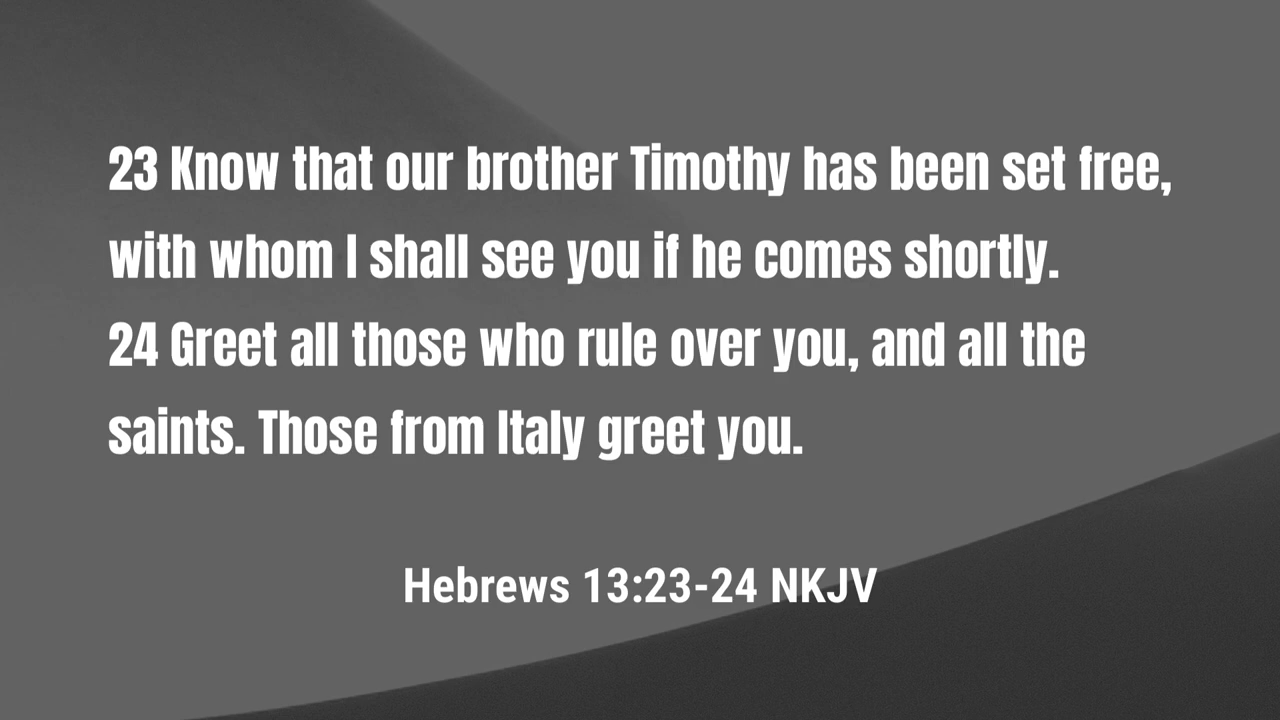 23 Know that our brother Timothy has been set free,
with whom I shall see you if he comes shortly.
24 Greet all those who rule over you, and all the
saints. Those from Italy greet you.
Hebrews 13:23-24 NKJV